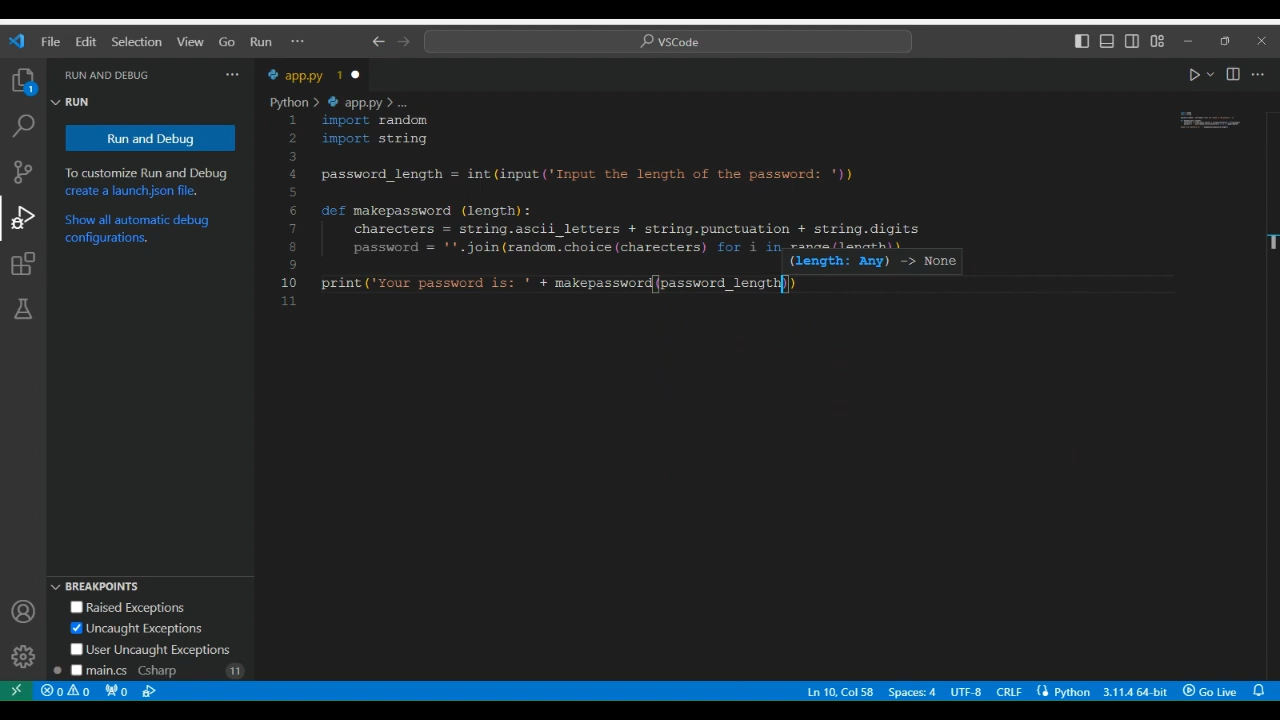 File Edit Selection View Go Run ··· VSCode
RUN AND DEBUG ···
app.py 1
RUN
Python > app.py > ...
Run and Debug
To customize Run and Debug
create a launch.json file.
Show all automatic debug
configurations.
1 import random
2 import string
3
4 password_length = int(input('Input the length of the password: '))
5
6 def makepassword (length):
7 charecters = string.ascii_letters + string.punctuation + string.digits
8 password = ''.join(random.choice(charecters) for i in range(length))
(length: Any) -> None
9
10 print('Your password is: ' + makepassword(password_length))
11
BREAKPOINTS
Raised Exceptions
Uncaught Exceptions
User Uncaught Exceptions
main.cs Csharp 11
1
0 0 0 Ln 10, Col 58 Spaces: 4 UTF-8 CRLF Python 3.11.4 64-bit Go Live